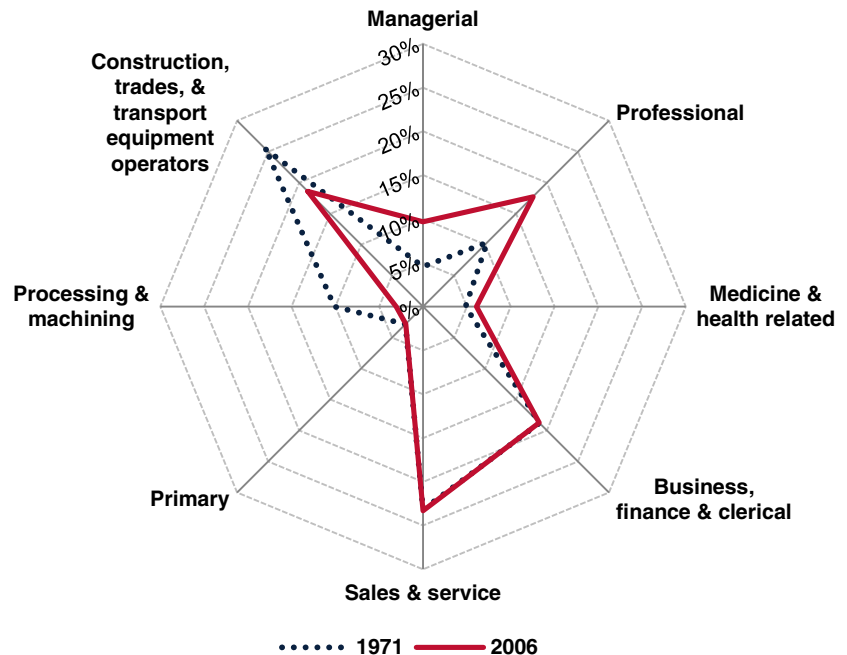 Managerial
30%
25%
20%
15%
10%
5%
%
Construction,
trades, &
transport
equipment
operators
Professional
Processing &
machining
Medicine &
health related
Primary
Business,
finance & clerical
Sales & service
1971
2006